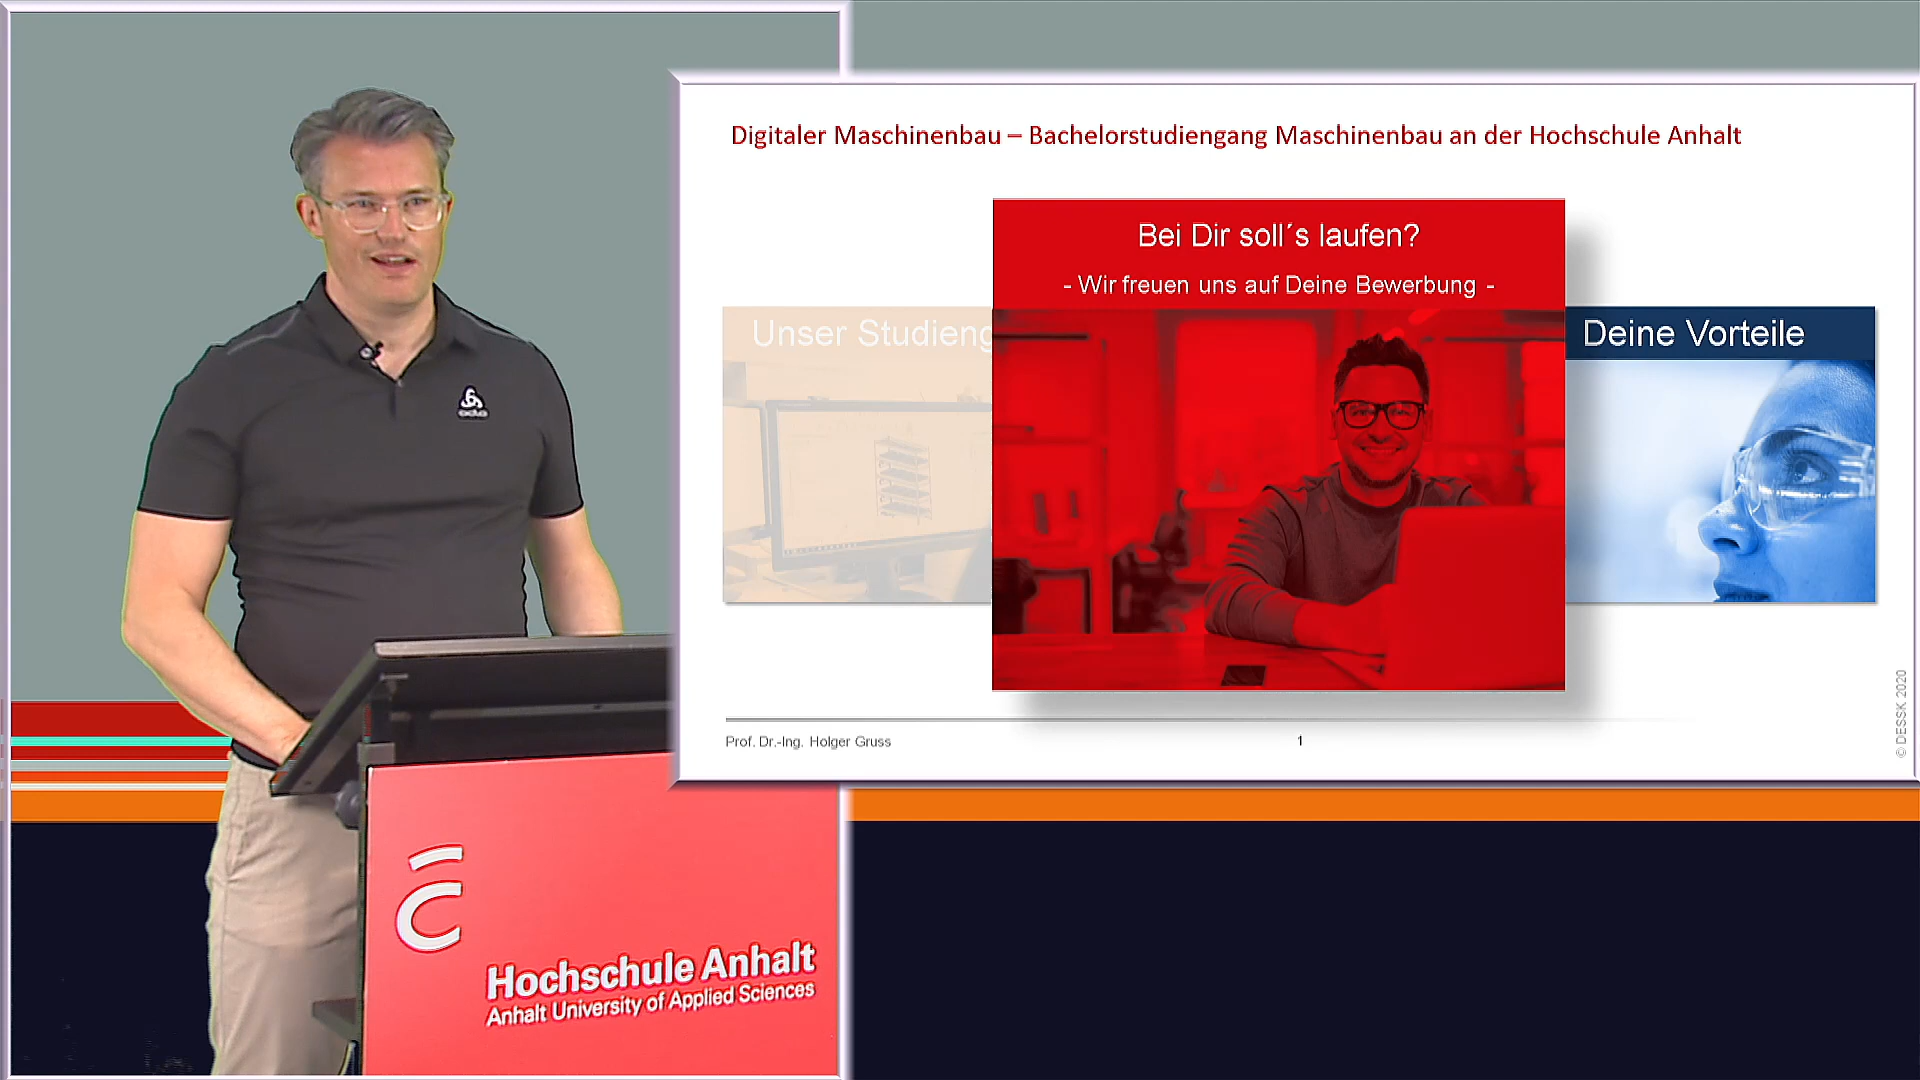 Digitaler Maschinenbau – Bachelorstudiengang Maschinenbau an der Hochschule Anhalt
Bei Dir soll´s laufen?
- Wir freuen uns auf Deine Bewerbung -
Unser Studieng
Deine Vorteile
odlo
Prof. Dr.-Ing. Holger Gruss
1
© DESSK 2020
Hochschule Anhalt
Anhalt University of Applied Sciences